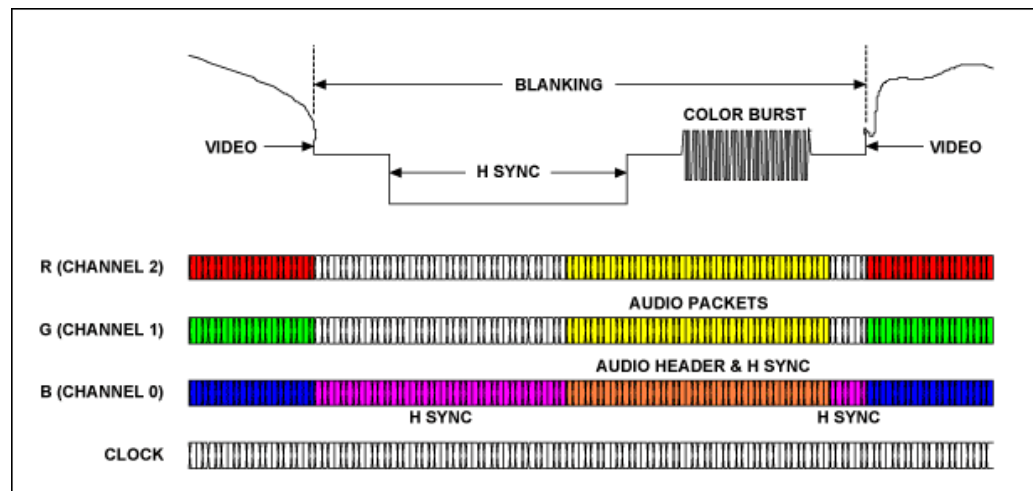 BLANKING
COLOR BURST
VIDEO
VIDEO
H SYNC
R (CHANNEL 2)
AUDIO PACKETS
G (CHANNEL 1)
AUDIO HEADER & H SYNC
B (CHANNEL 0)
H SYNC
H SYNC
CLOCK